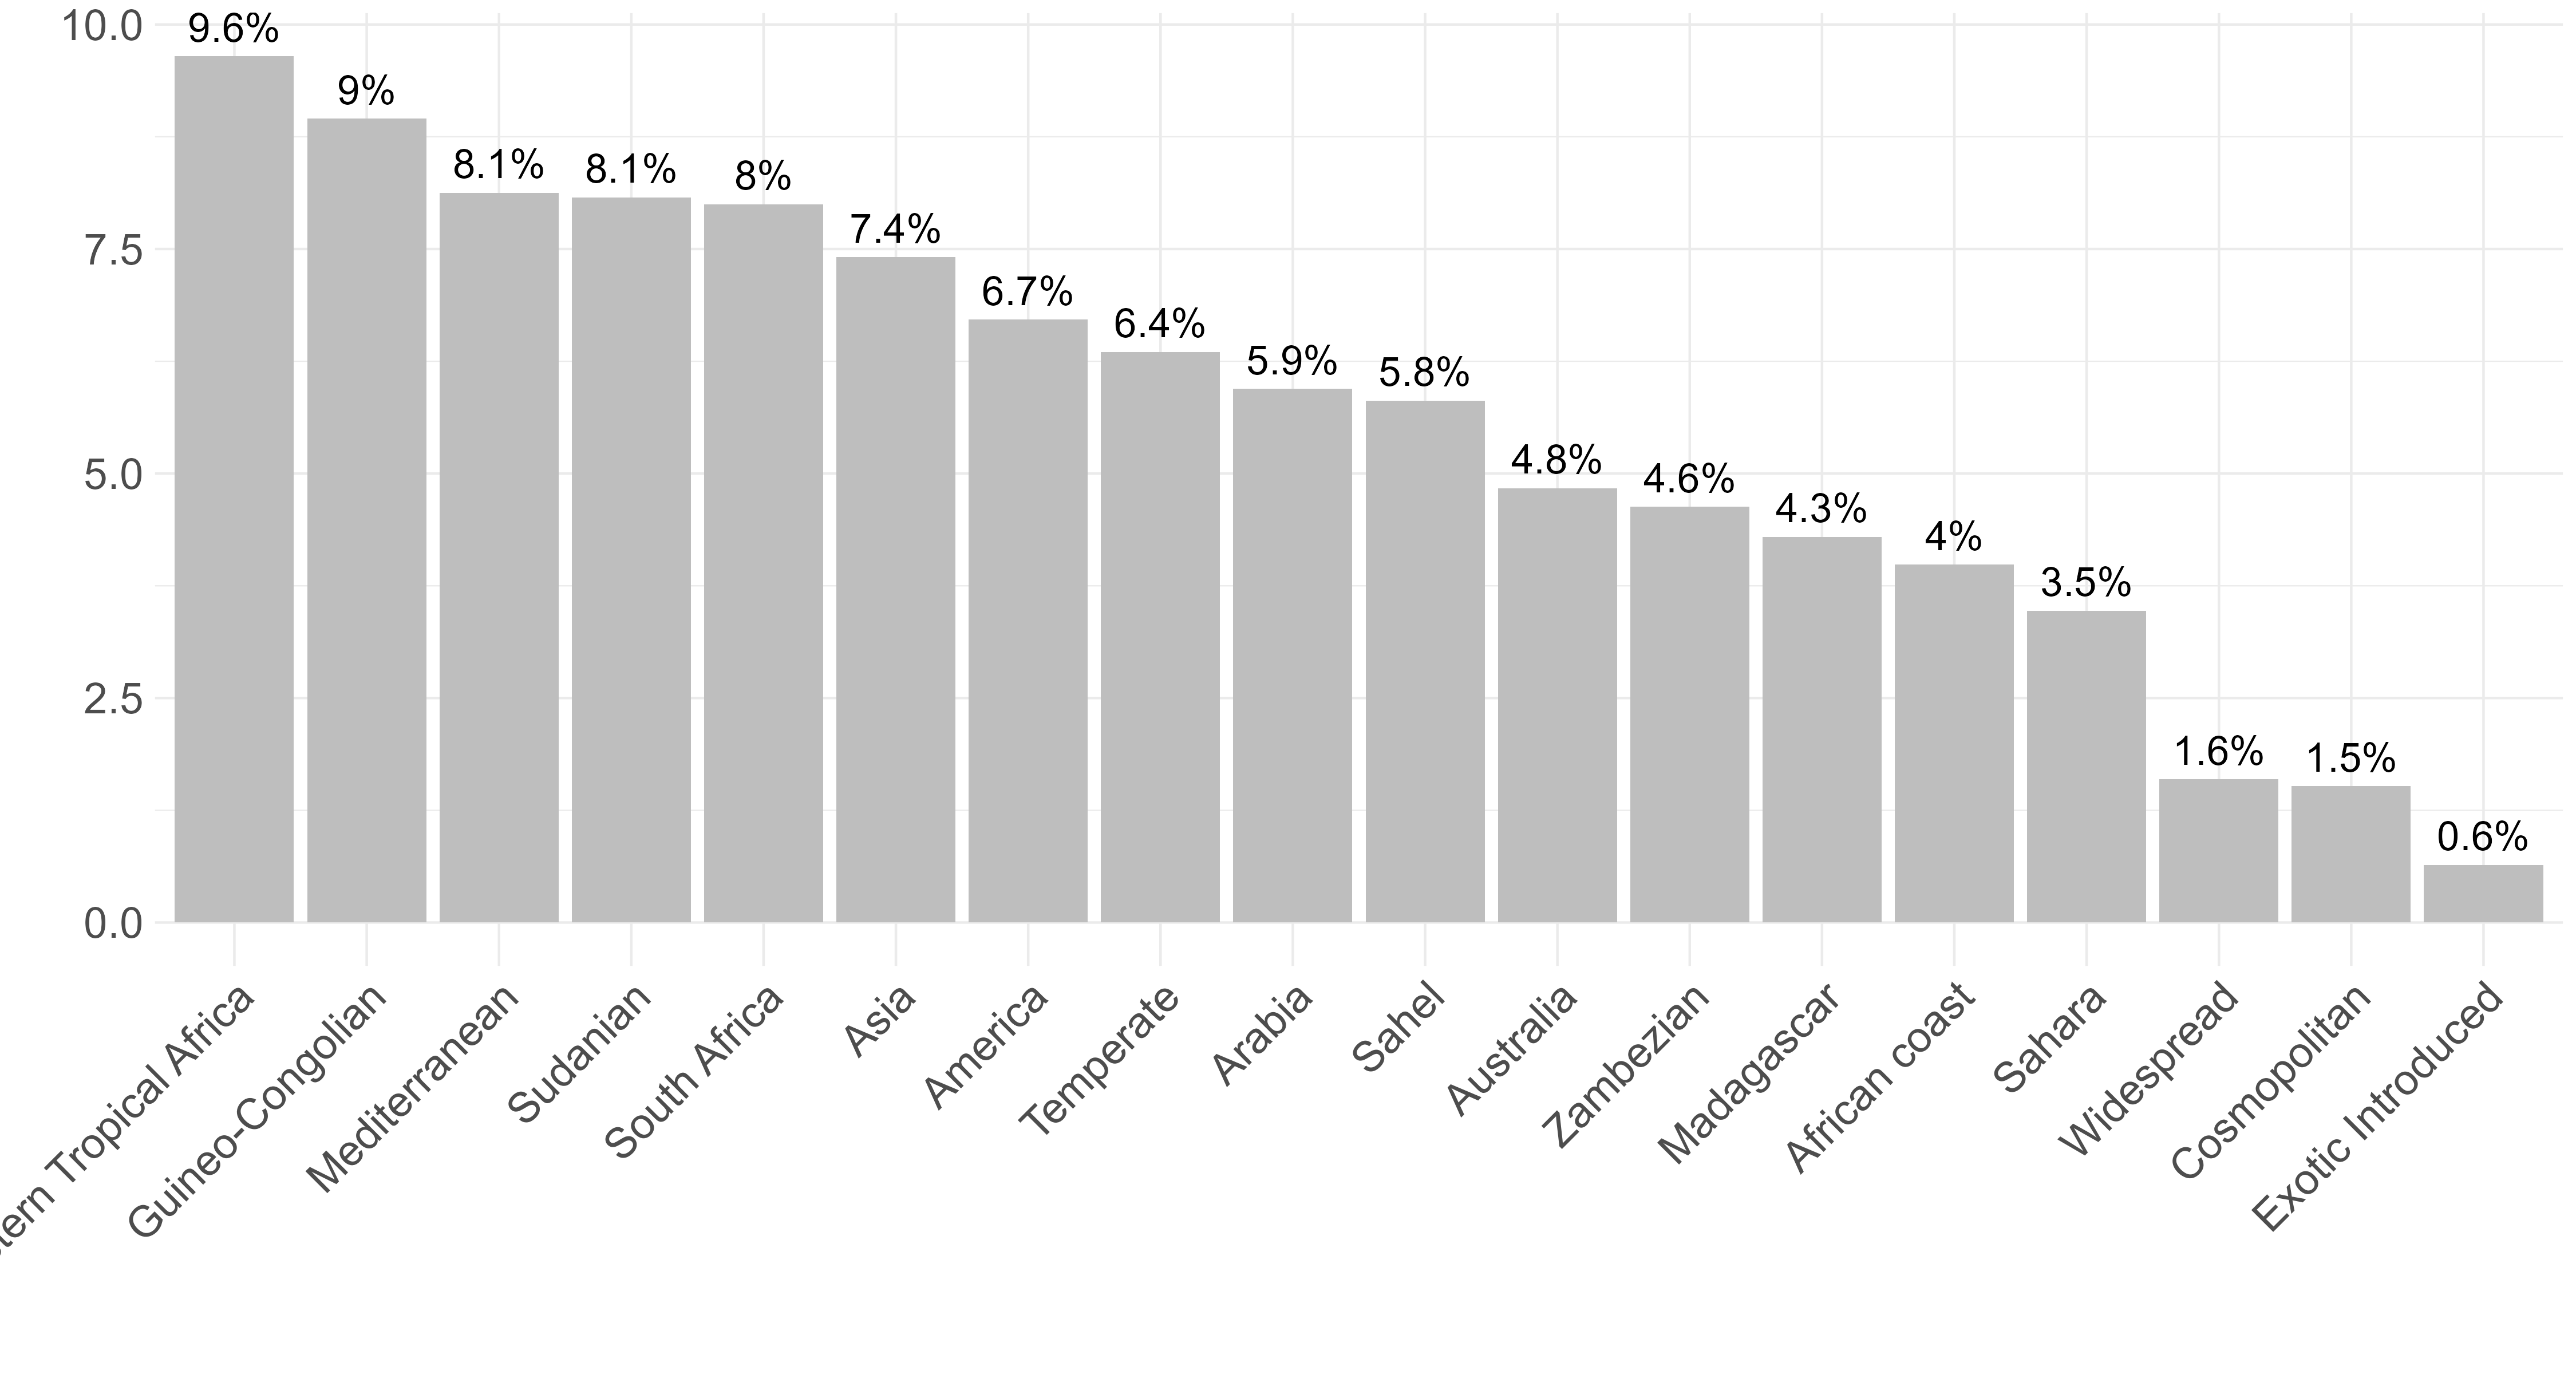 10.0
7.5
5.0
2.5
0.0
9.6%
9%
8.1%
8.1%
8%
7.4%
6.7%
6.4%
5.9%
5.8%
4.8%
4.6%
4.3%
4%
3.5%
1.6%
1.5%
0.6%
Tropical Africa
Guineo-Congolian
Mediterranean
Sudanian
South Africa
Asia
America
Temperate
Arabia
Sahel
Australia
Zambezian
Madagascar
African coast
Sahara
Widespread
Cosmopolitan
Exotic Introduced